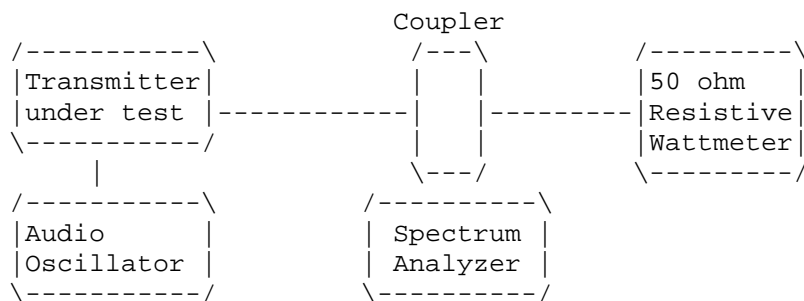 Coupler
Transmitter
under test
50 ohm
Resistive
Wattmeter
Audio
Oscillator
Spectrum
Analyzer